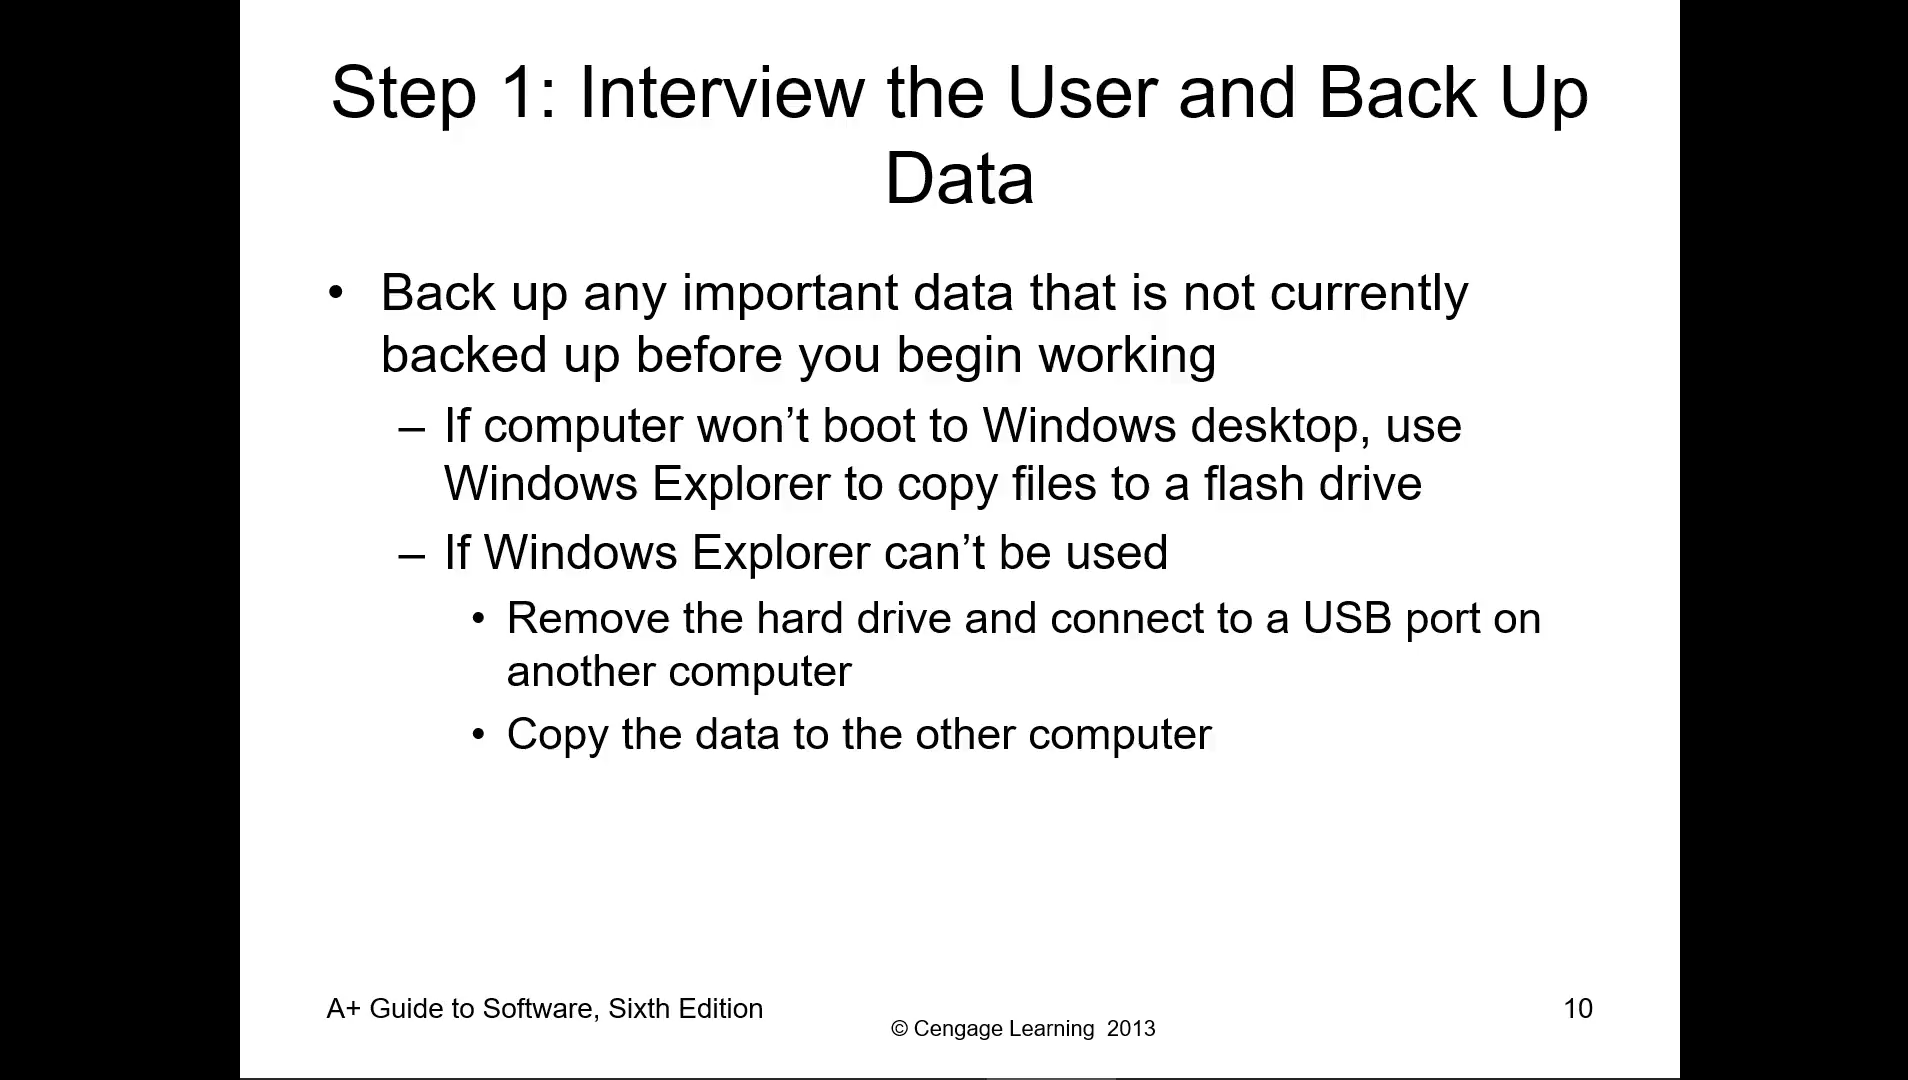 Step 1: Interview the User and Back Up
Data
• Back up any important data that is not currently
backed up before you begin working
– If computer won’t boot to Windows desktop, use
Windows Explorer to copy files to a flash drive
– If Windows Explorer can’t be used
• Remove the hard drive and connect to a USB port on
another computer
• Copy the data to the other computer
A+ Guide to Software, Sixth Edition
© Cengage Learning 2013
10